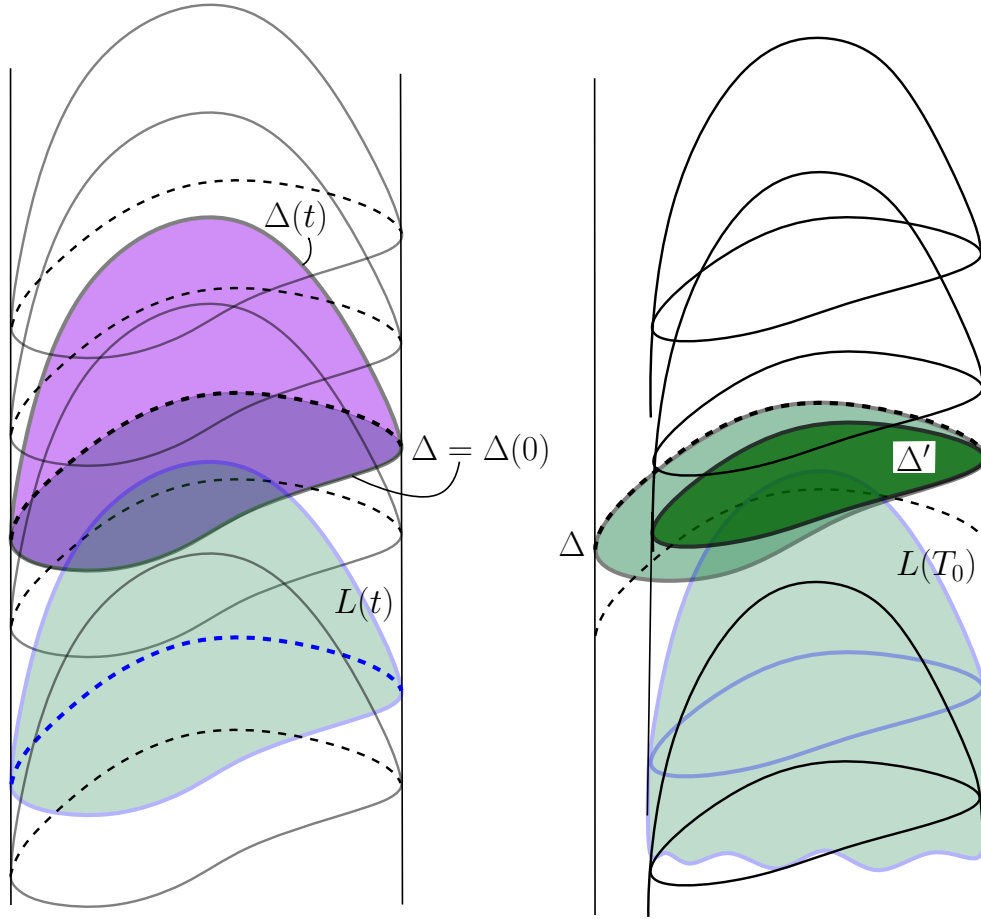 Δ(t)
Δ = Δ(0)
L(t)
Δ′
Δ
L(T₀)